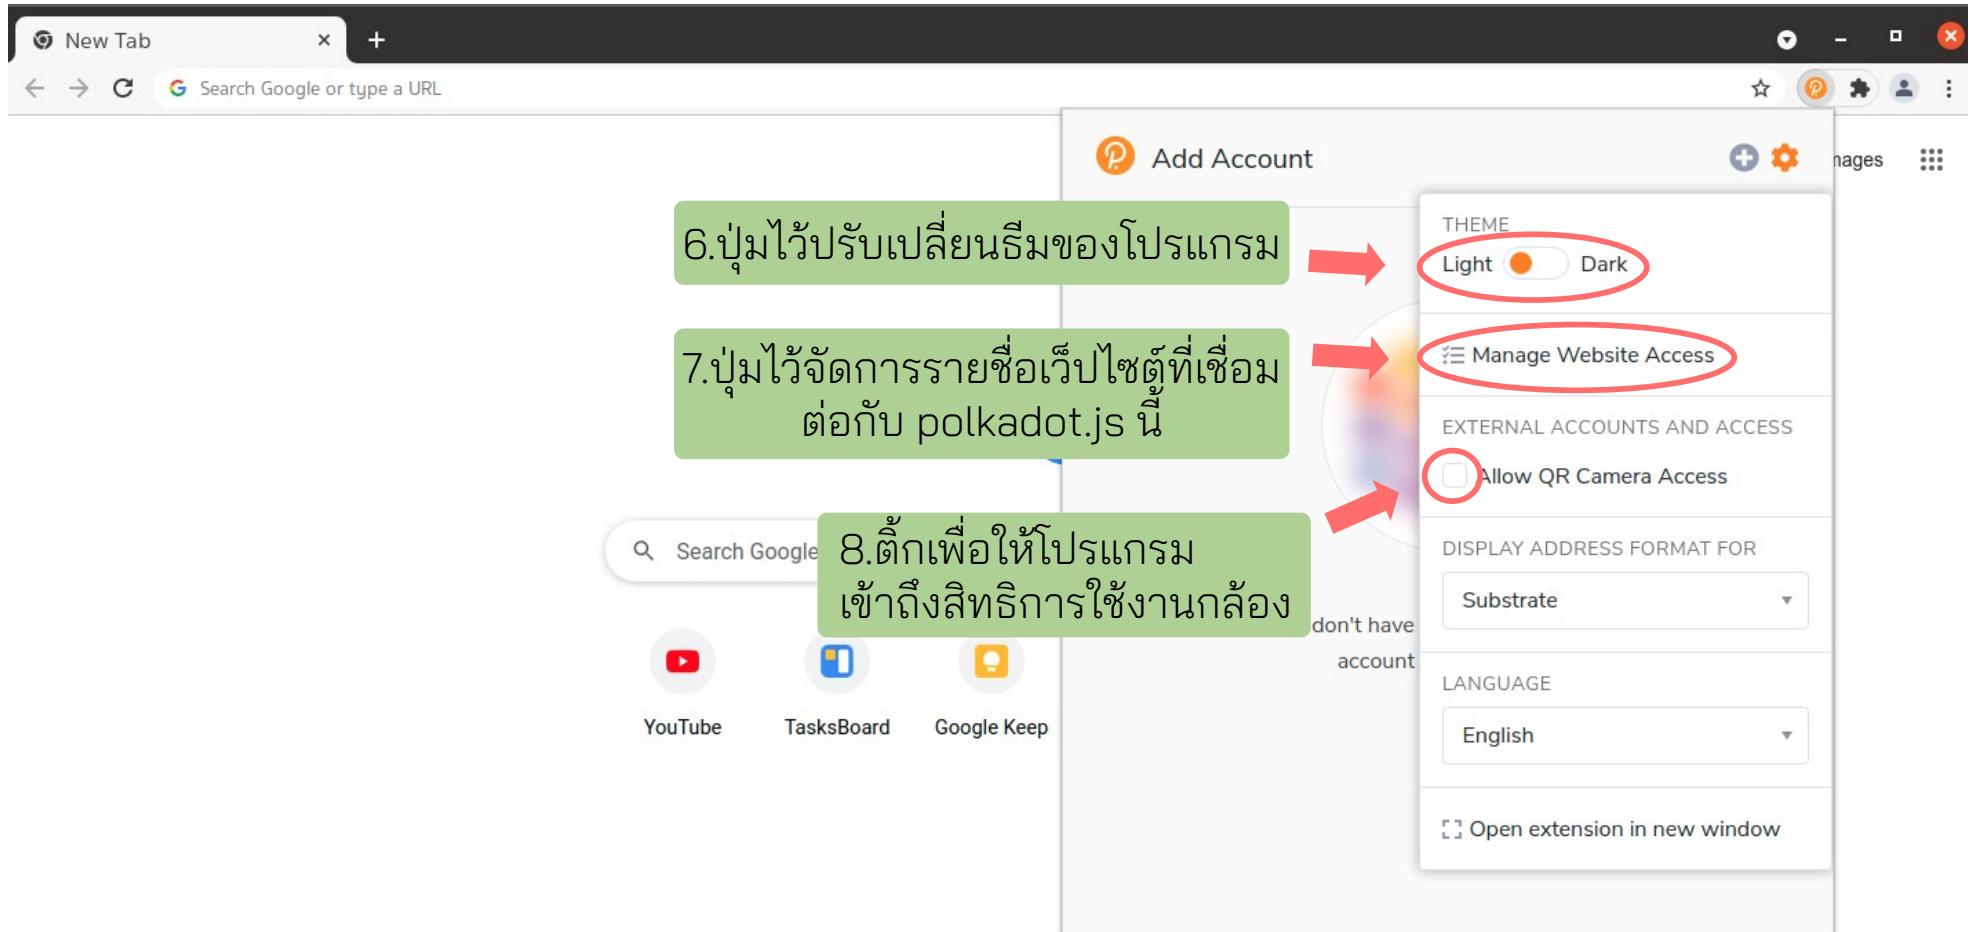 New Tab
Search Google or type a URL
Add Account
THEME
6.ปุ่มไว้ปรับเปลี่ยนธีมของโปรแกรม
Light Dark
7.ปุ่มไว้จัดการรายชื่อเว็ปไซต์ที่เชื่อม
ต่อกับ polkadot.js นี้
Manage Website Access
EXTERNAL ACCOUNTS AND ACCESS
Allow QR Camera Access
8.ติ้กเพื่อให้โปรแกรม
เข้าถึงสิทธิการใช้งานกล้อง
Search Google
DISPLAY ADDRESS FORMAT FOR
Substrate
don't have
account
LANGUAGE
English
YouTube TasksBoard Google Keep
Open extension in new window